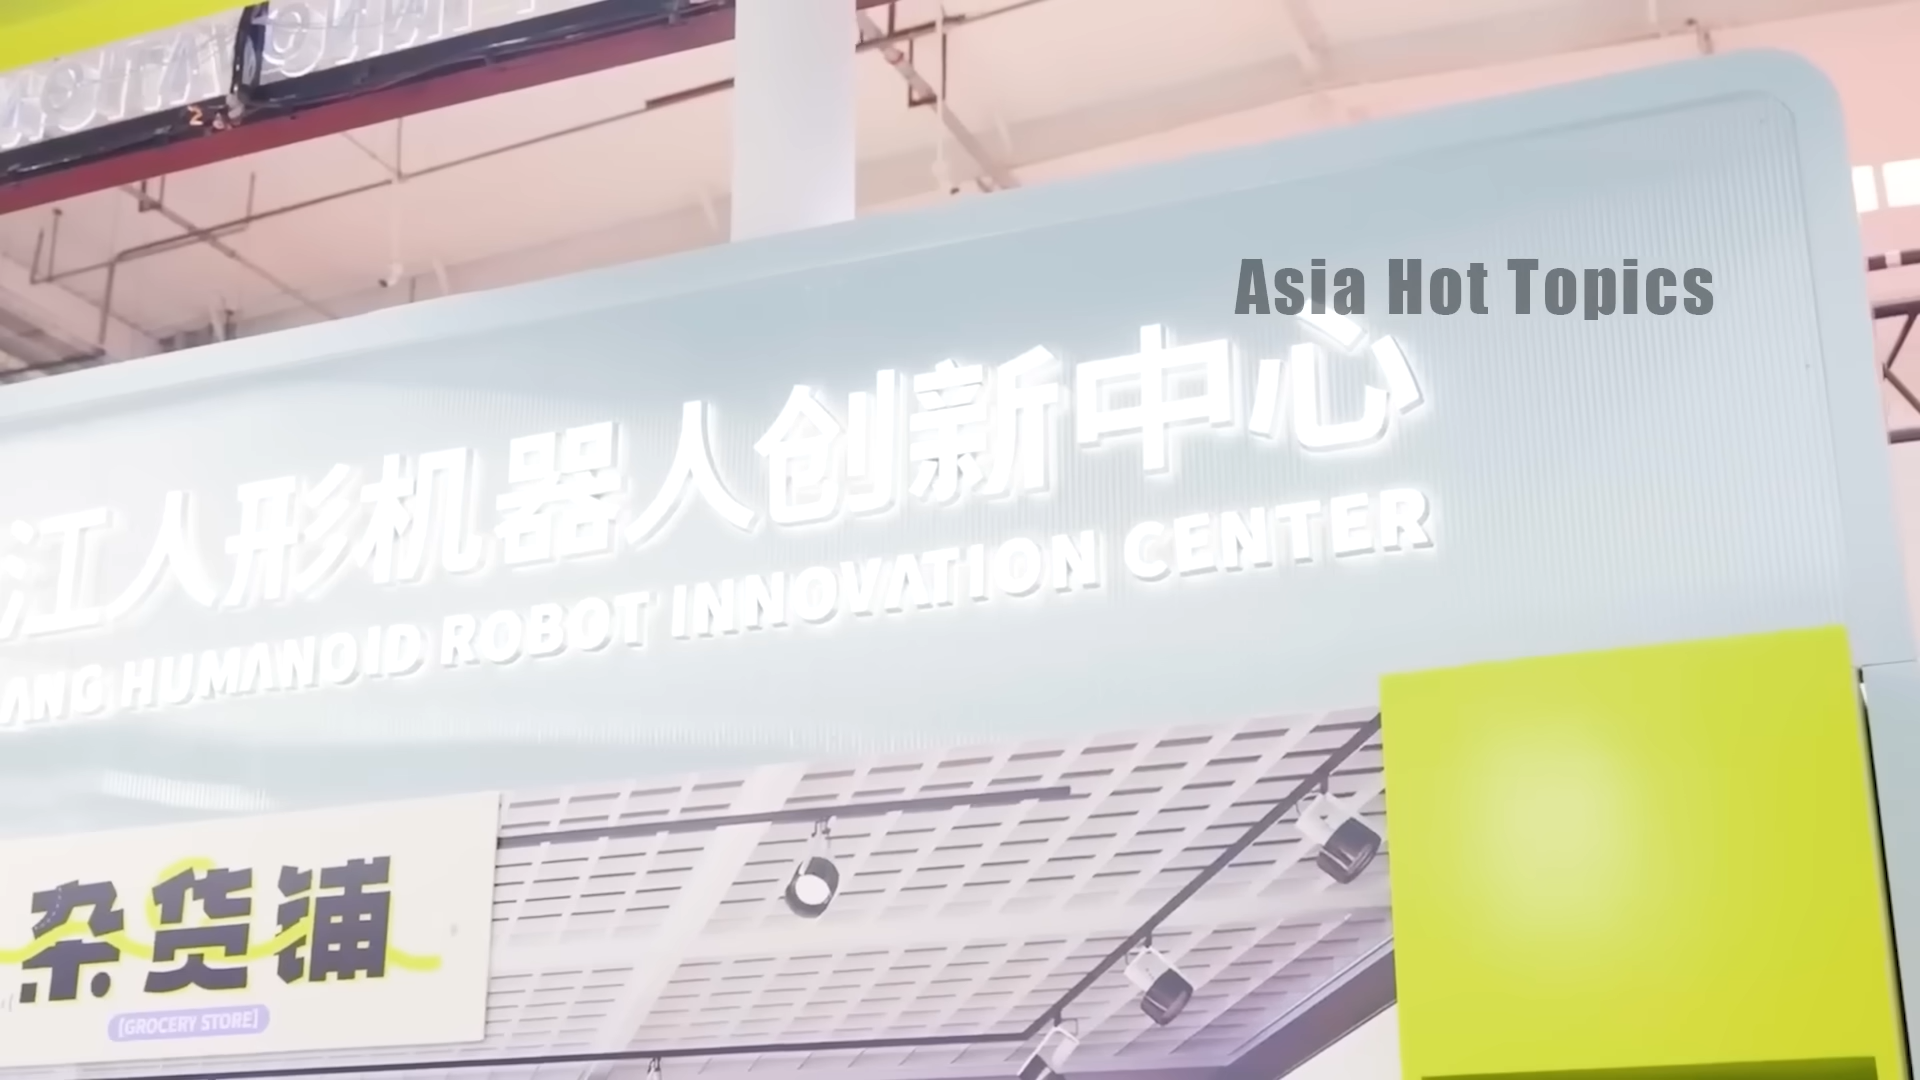 Asia Hot Topics
江人形机器人创新中心
ANG HUMANOID ROBOT INNOVATION CENTER
杂货铺
[GROCERY STORE]